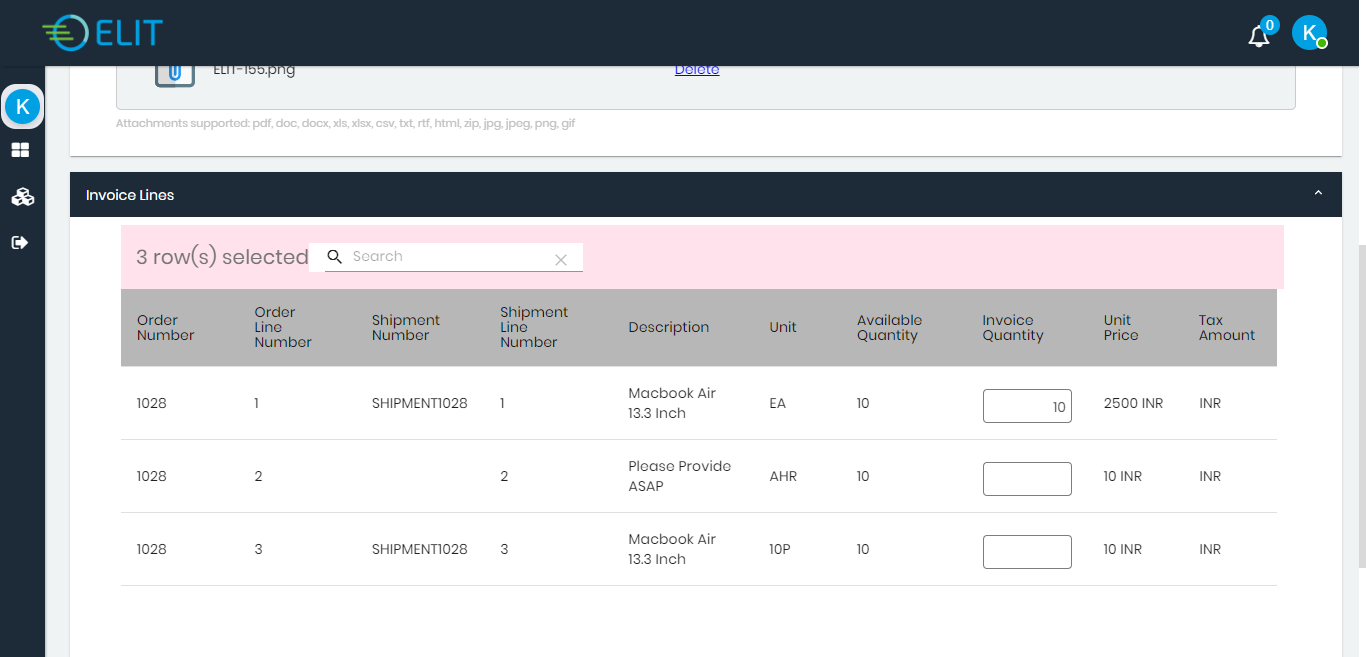 ELIT
0
K
K
ELIT-155.png
Delete
Attachments supported: pdf, doc, docx, xls, xlsx, csv, txt, rtf, html, zip, jpg, jpeg, png, gif
Invoice Lines
3 row(s) selected Search
Order Number Order Line Number Shipment Number Shipment Line Number Description Unit Available Quantity Invoice Quantity Unit Price Tax Amount
1028 1 SHIPMENT1028 1 Macbook Air 13.3 Inch EA 10 10 2500 INR INR
1028 2 2 Please Provide ASAP AHR 10 10 INR INR
1028 3 SHIPMENT1028 3 Macbook Air 13.3 Inch 10P 10 10 INR INR